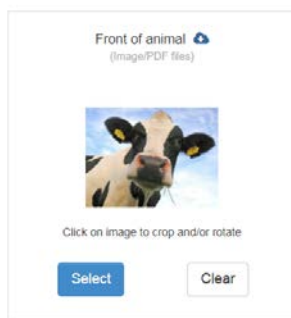 Front of animal
(Image/PDF files)
Click on image to crop and/or rotate
Select
Clear